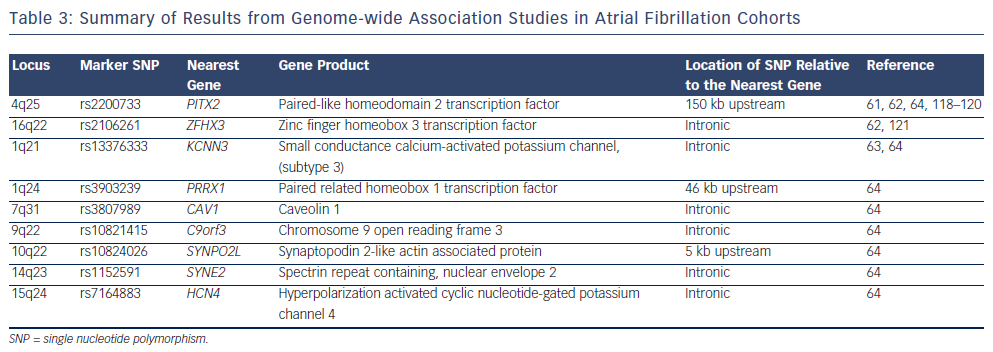 Table 3: Summary of Results from Genome-wide Association Studies in Atrial Fibrillation Cohorts
Locus Marker SNP Nearest Gene Gene Product Location of SNP Relative to the Nearest Gene Reference
4q25 rs2200733 PITX2 Paired-like homeodomain 2 transcription factor 150 kb upstream 61, 62, 64, 118–120
16q22 rs2106261 ZFHX3 Zinc finger homeobox 3 transcription factor Intronic 62, 121
1q21 rs13376333 KCNN3 Small conductance calcium-activated potassium channel, (subtype 3) Intronic 63, 64
1q24 rs3903239 PRRX1 Paired related homeobox 1 transcription factor 46 kb upstream 64
7q31 rs3807989 CAV1 Caveolin 1 Intronic 64
9q22 rs10821415 C9orf3 Chromosome 9 open reading frame 3 Intronic 64
10q22 rs10824026 SYNPO2L Synaptopodin 2-like actin associated protein 5 kb upstream 64
14q23 rs1152591 SYNE2 Spectrin repeat containing, nuclear envelope 2 Intronic 64
15q24 rs7164883 HCN4 Hyperpolarization activated cyclic nucleotide-gated potassium channel 4 Intronic 64
SNP = single nucleotide polymorphism.